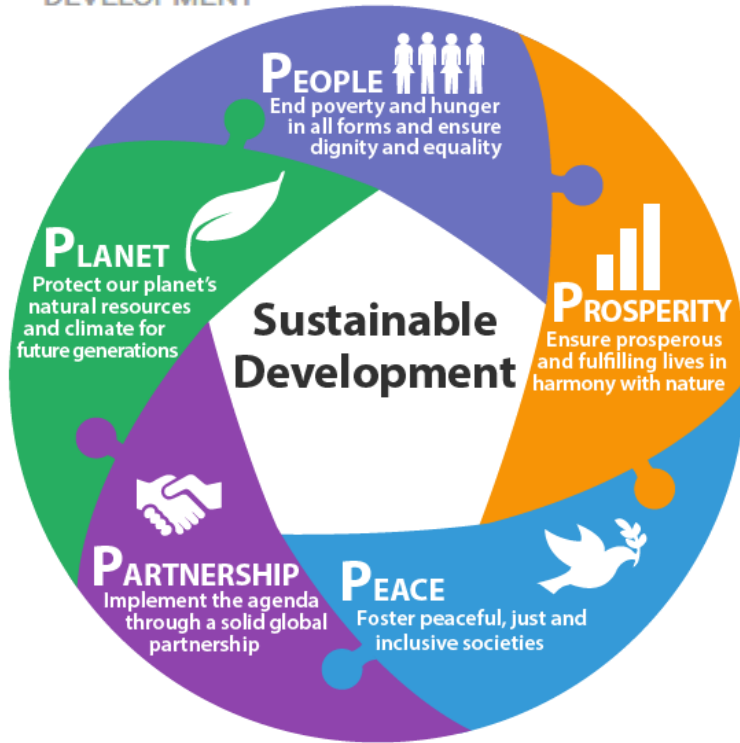 DEVELOPMENT
PEOPLE
End poverty and hunger
in all forms and ensure
dignity and equality
PROSPERITY
Ensure prosperous
and fulfilling lives in
harmony with nature
PEACE
Foster peaceful, just and
inclusive societies
PARTNERSHIP
Implement the agenda
through a solid global
partnership
PLANET
Protect our planet's
natural resources
and climate for
future generations
Sustainable
Development